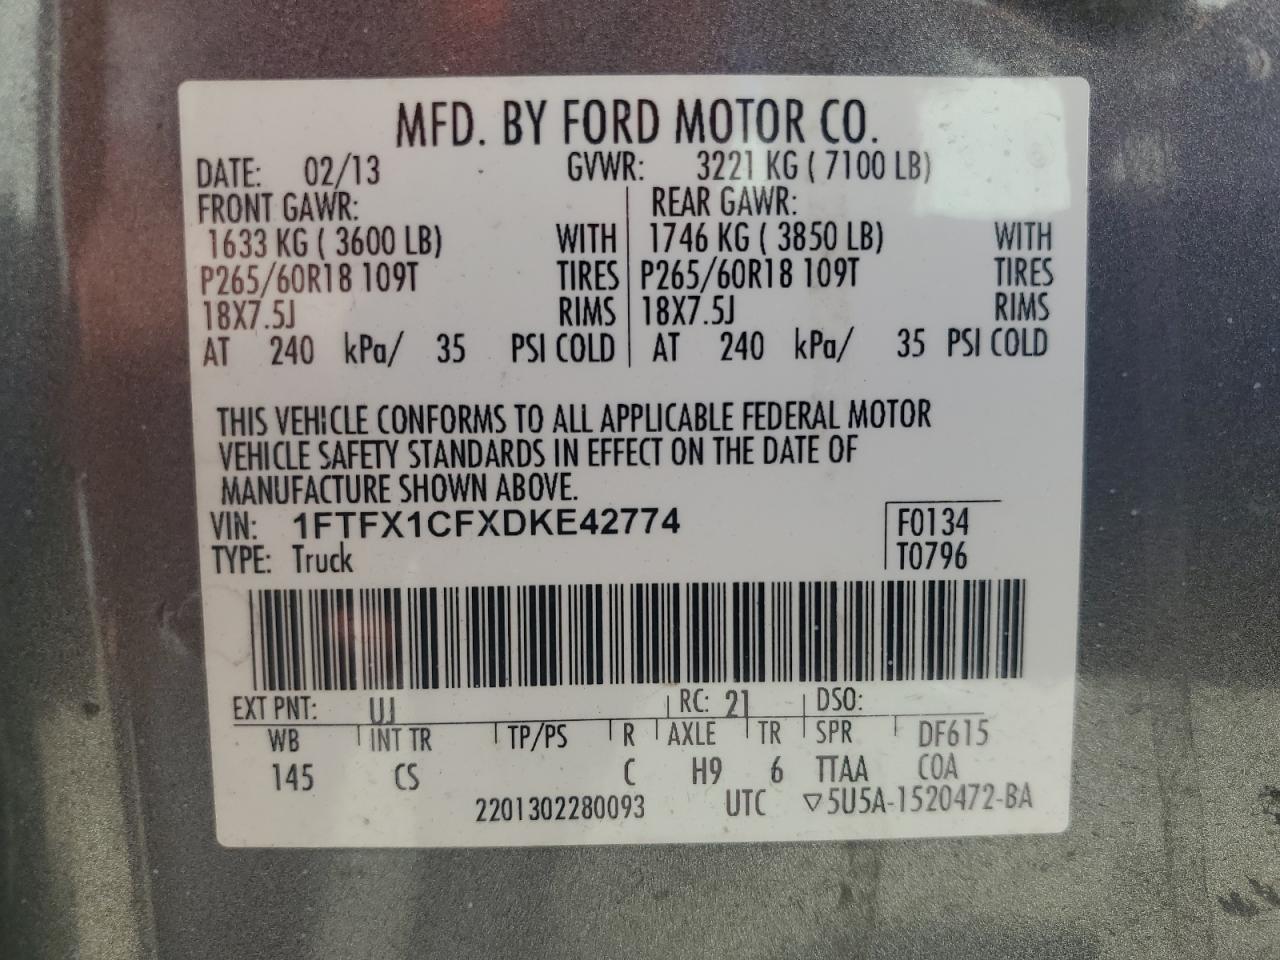 MFD. BY FORD MOTOR CO.
DATE: 02/13 GVWR: 3221 KG ( 7100 LB)
FRONT GAWR: REAR GAWR:
1633 KG ( 3600 LB) WITH 1746 KG ( 3850 LB) WITH
P265/60R18 109T TIRES P265/60R18 109T TIRES
18X7.5J RIMS 18X7.5J RIMS
AT 240 kPa/ 35 PSI COLD AT 240 kPa/ 35 PSI COLD
THIS VEHICLE CONFORMS TO ALL APPLICABLE FEDERAL MOTOR
VEHICLE SAFETY STANDARDS IN EFFECT ON THE DATE OF
MANUFACTURE SHOWN ABOVE.
VIN: 1FTFX1CFXDKE42774 F0134
TYPE: Truck T0796
EXT PNT: UJ RC: 21 DSO:
WB INT TR TP/PS R AXLE TR SPR DF615
145 CS C H9 6 TTAA COA
2201302280093 UTC ▽5U5A-1520472-BA